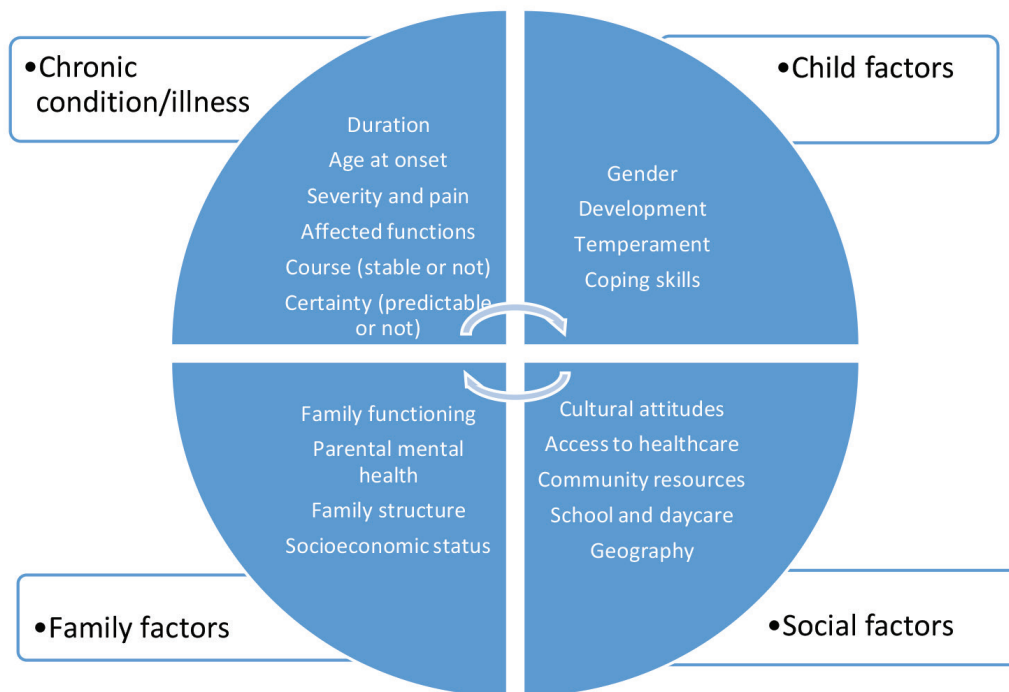 •Chronic
condition/illness
Duration
Age at onset
Severity and pain
Affected functions
Course (stable or not)
Certainty (predictable
or not)
•Child factors
Gender
Development
Temperament
Coping skills
Family functioning
Parental mental
health
Family structure
Socioeconomic status
•Family factors
Cultural attitudes
Access to healthcare
Community resources
School and daycare
Geography
•Social factors